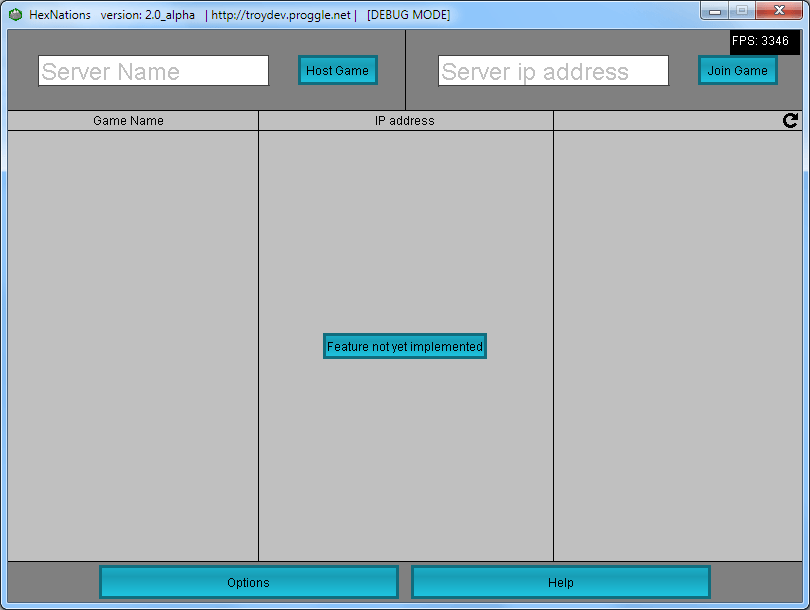 HexNations version: 2.0_alpha | http://troydev.proggle.net | [DEBUG MODE]
FPS: 3346
Server Name
Host Game
Server ip address
Join Game
Game Name
IP address
Feature not yet implemented
Options
Help